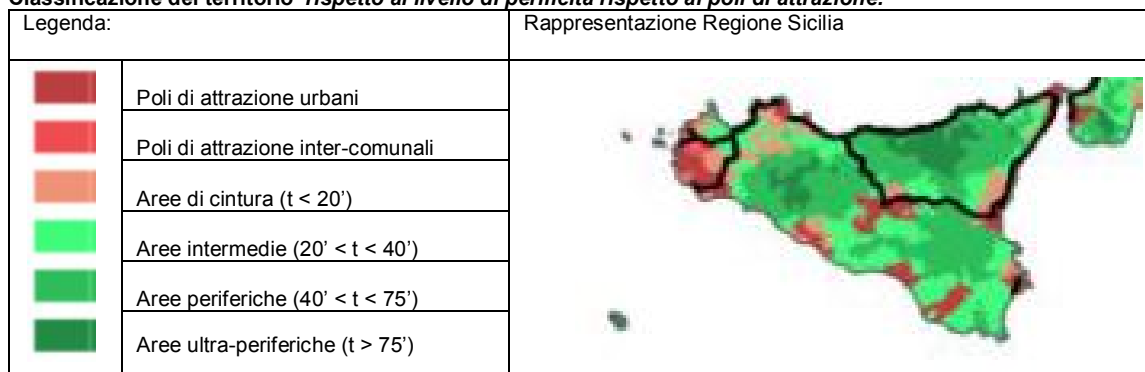 Classificazione del territorio rispetto al livello di perificità rispetto ai poli di attrazione.
Legenda:
Rappresentazione Regione Sicilia
Poli di attrazione urbani
Poli di attrazione inter-comunali
Aree di cintura (t < 20’)
Aree intermedie (20’ < t < 40’)
Aree periferiche (40’ < t < 75’)
Aree ultra-periferiche (t > 75’)